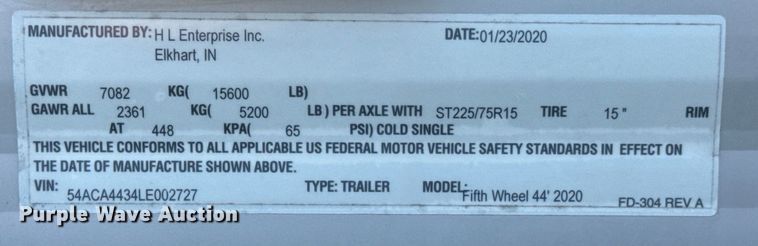 MANUFACTURED BY: H L Enterprise Inc. DATE:01/23/2020
Elkhart, IN
GVWR 7082 KG( 15600 LB)
GAWR ALL 2361 KG( 5200 LB ) PER AXLE WITH ST225/75R15 TIRE 15 " RIM
AT 448 KPA( 65 PSI) COLD SINGLE
THIS VEHICLE CONFORMS TO ALL APPLICABLE US FEDERAL MOTOR VEHICLE SAFETY STANDARDS IN EFFECT ON
THE DATE OF MANUFACTURE SHOWN ABOVE.
VIN: 54ACA4434LE002727 TYPE: TRAILER MODEL: Fifth Wheel 44' 2020
FD-304 REV A
Purple Wave Auction